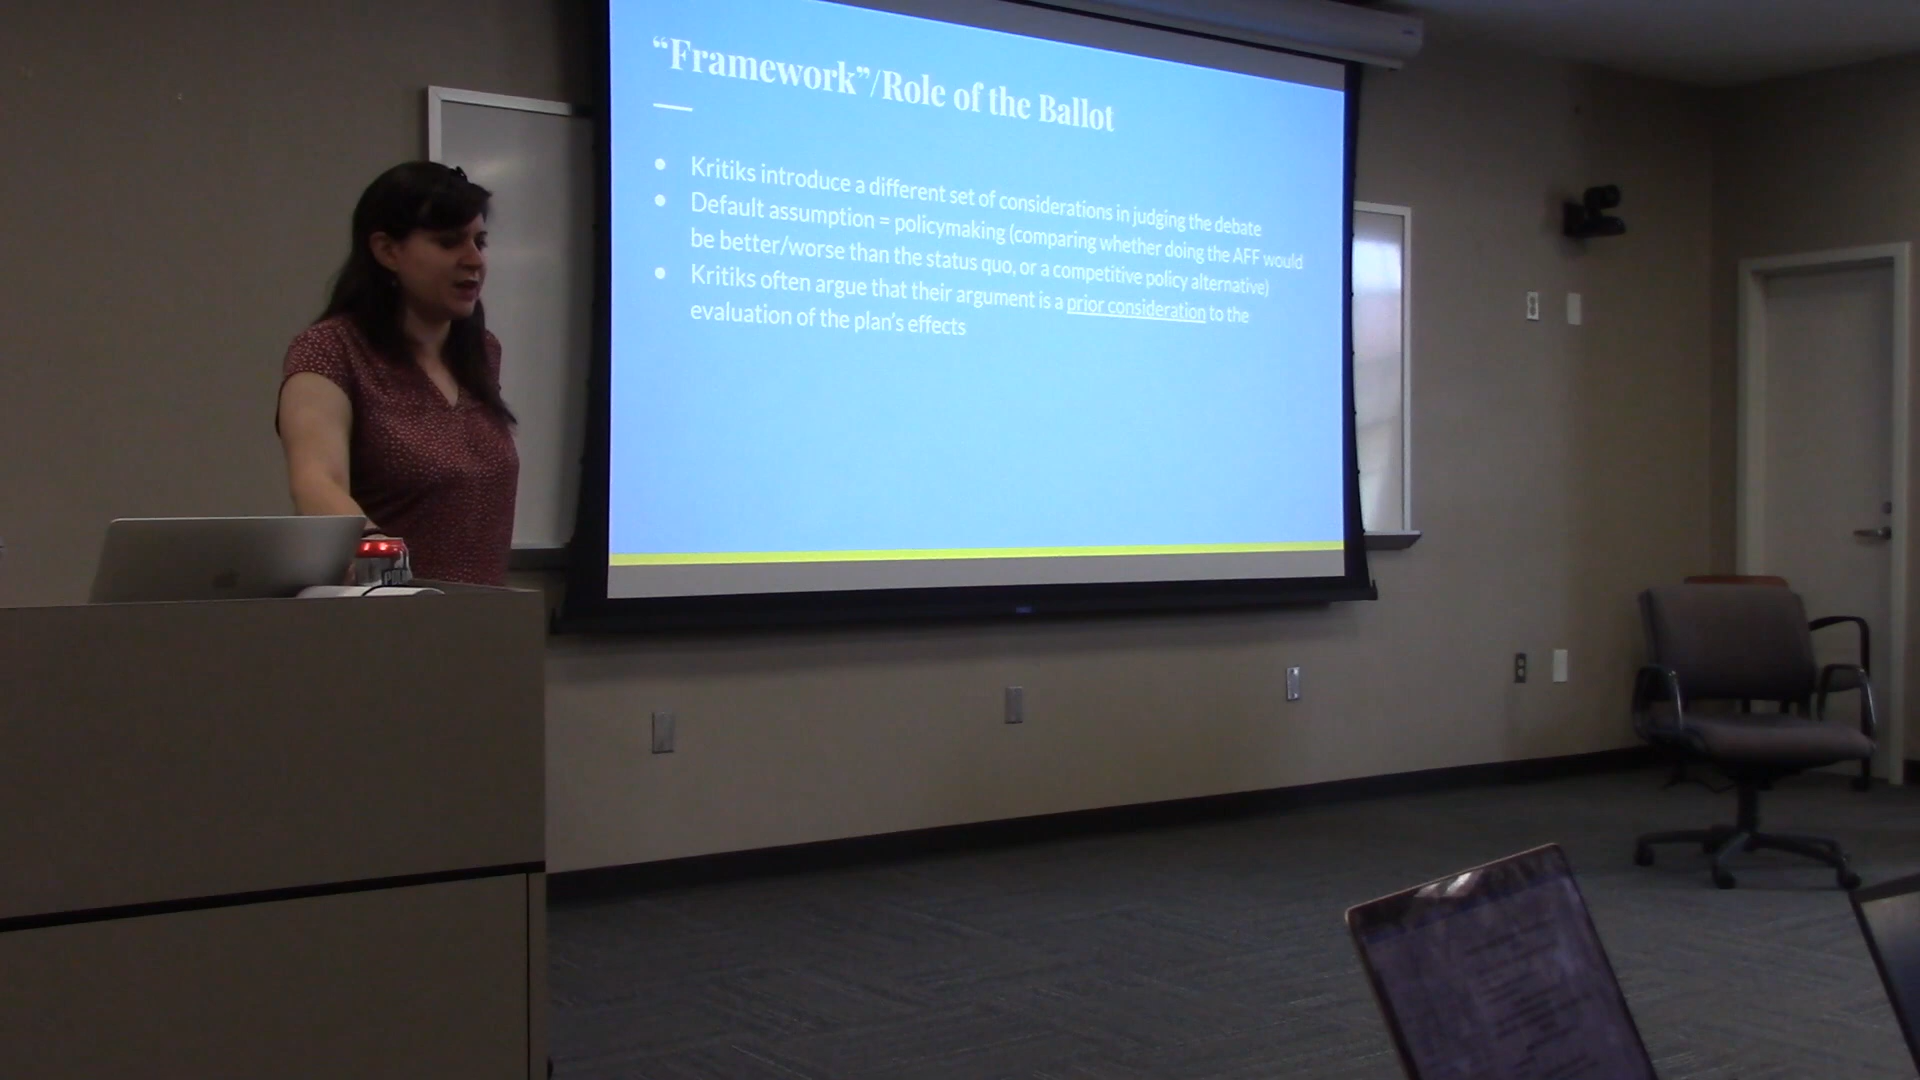 “Framework”/Role of the Ballot
● Kritiks introduce a different set of considerations in judging the debate
● Default assumption = policymaking (comparing whether doing the AFF would
be better/worse than the status quo, or a competitive policy alternative)
● Kritiks often argue that their argument is a prior consideration to the
evaluation of the plan’s effects